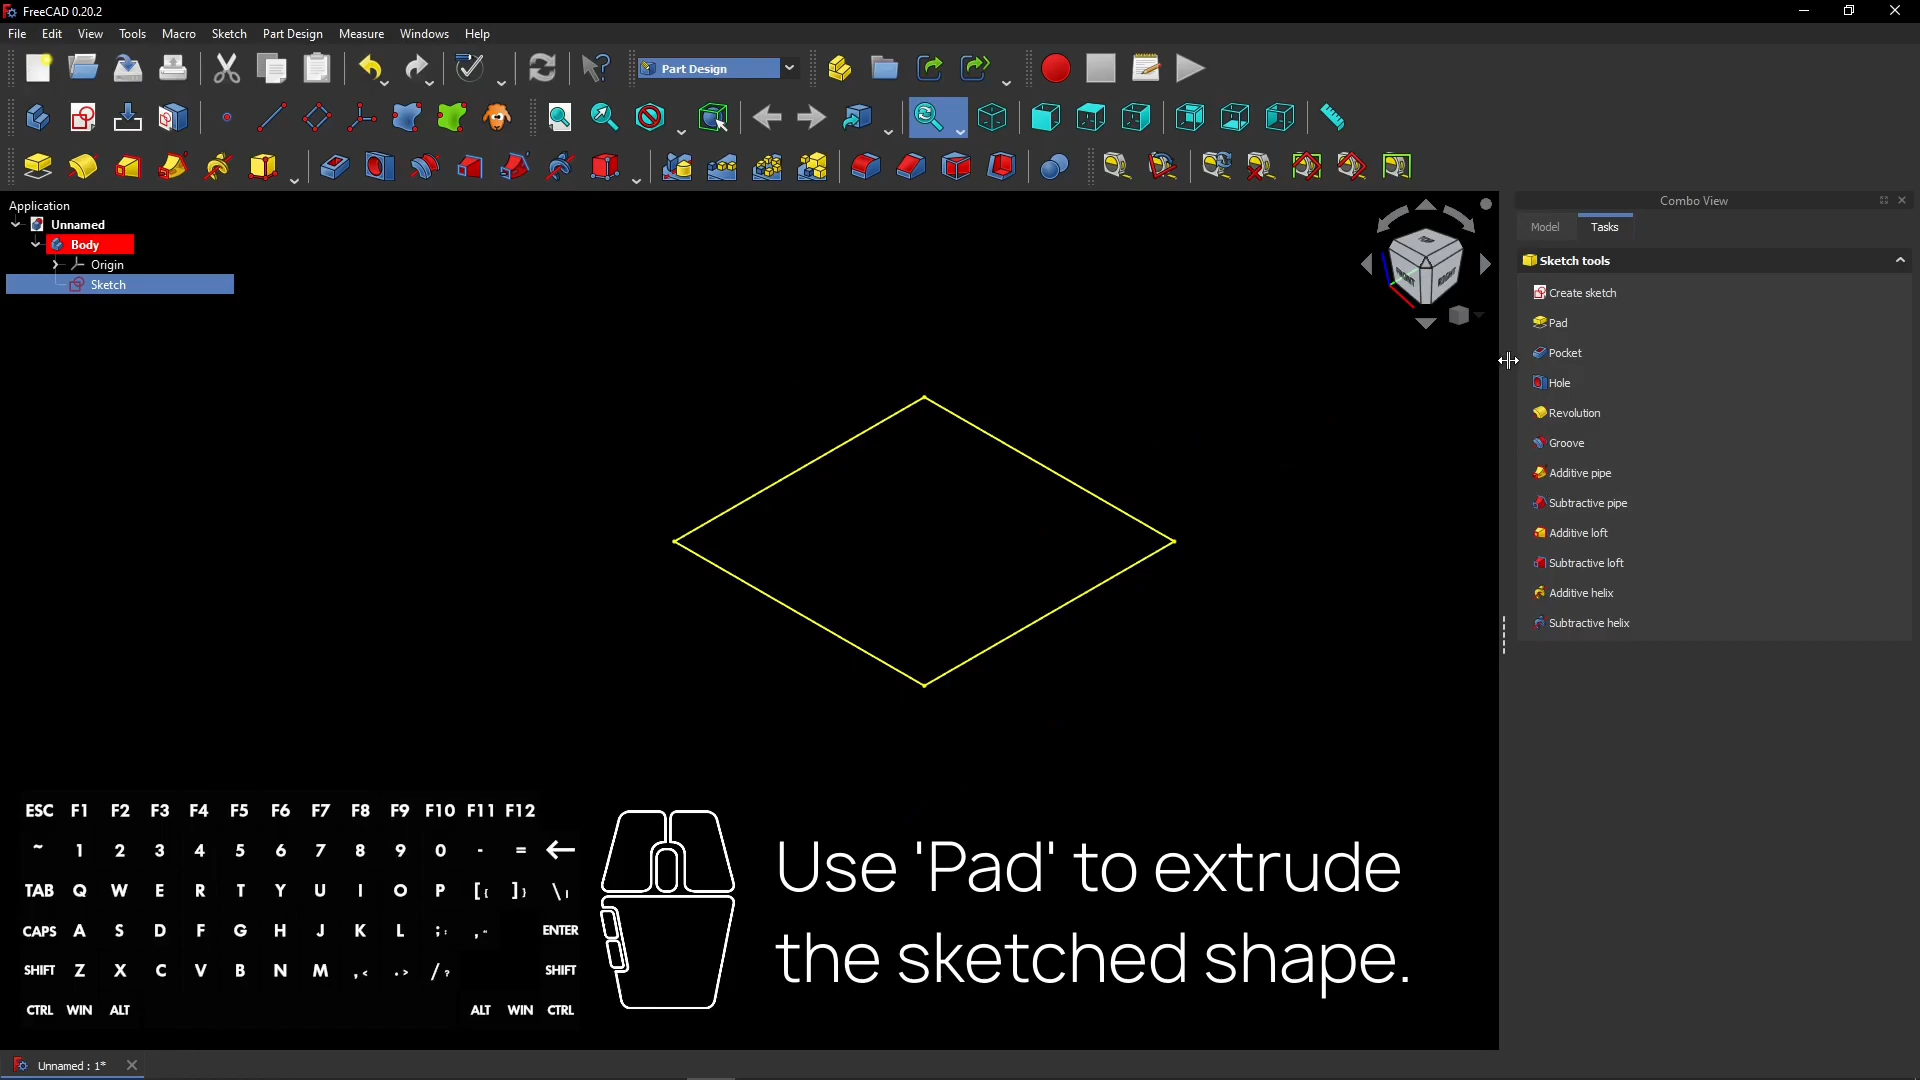 FreeCAD 0.20.2
File Edit View Tools Macro Sketch Part Design Measure Windows Help
Part Design
Application
Unnamed
Body
Origin
Sketch
TOP
FRONT
RIGHT
Combo View
Model Tasks
Sketch tools
Create sketch
Pad
Pocket
Hole
Revolution
Groove
Additive pipe
Subtractive pipe
Additive loft
Subtractive loft
Additive helix
Subtractive helix
ESC F1 F2 F3 F4 F5 F6 F7 F8 F9 F10 F11 F12
~ 1 2 3 4 5 6 7 8 9 0 - = ←
TAB Q W E R T Y U I O P [{ ]} \|
CAPS A S D F G H J K L ;: ," ENTER
SHIFT Z X C V B N M ,< .> /? SHIFT
CTRL WIN ALT ALT WIN CTRL
Use 'Pad' to extrude
the sketched shape.
Unnamed : 1*